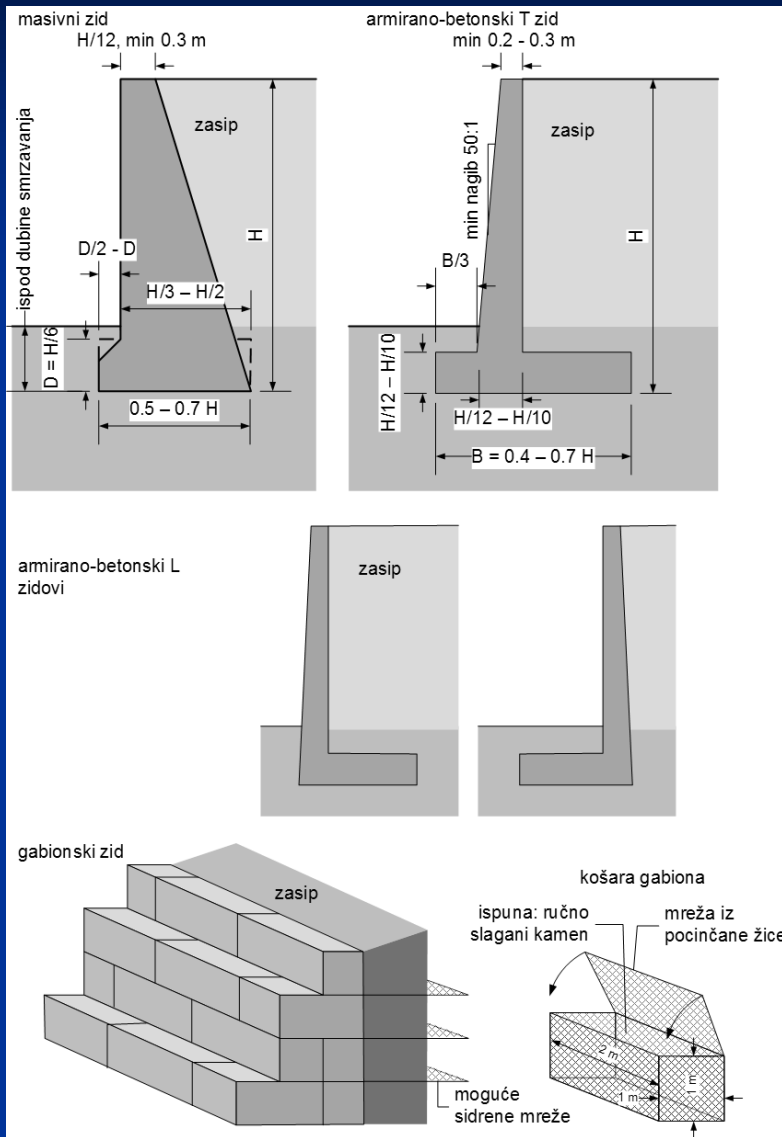 masivni zid
H/12, min 0.3 m
zasip
ispod dubine smrzavanja
D/2 - D
H
H/3 – H/2
D = H/6
0.5 – 0.7 H
armirano-betonski T zid
min 0.2 - 0.3 m
zasip
min nagib 50:1
H
B/3
H/12 – H/10
H/12 – H/10
B = 0.4 – 0.7 H
armirano-betonski L
zidovi
zasip
gabionski zid
zasip
moguće
sidrene mreže
košara gabiona
ispuna: ručno
slagani kamen
mreža iz
pocinčane žice
2 m
1 m
1 m